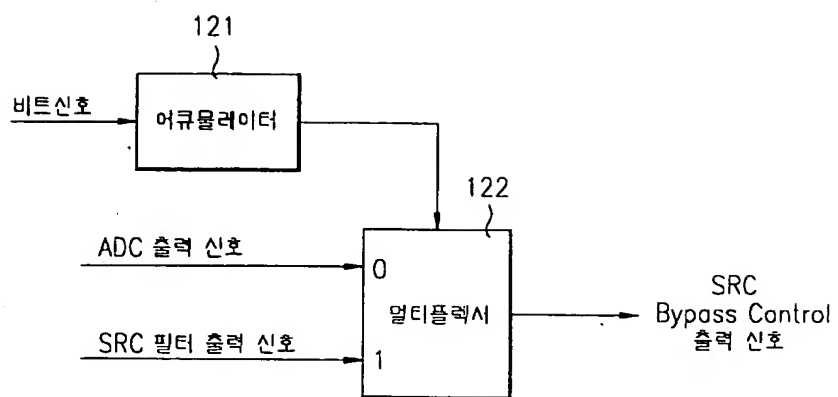 121
비트신호
어큐뮬레이터
122
ADC 출력 신호
0
멀티플렉서
SRC 필터 출력 신호
1
SRC
Bypass Control
출력 신호